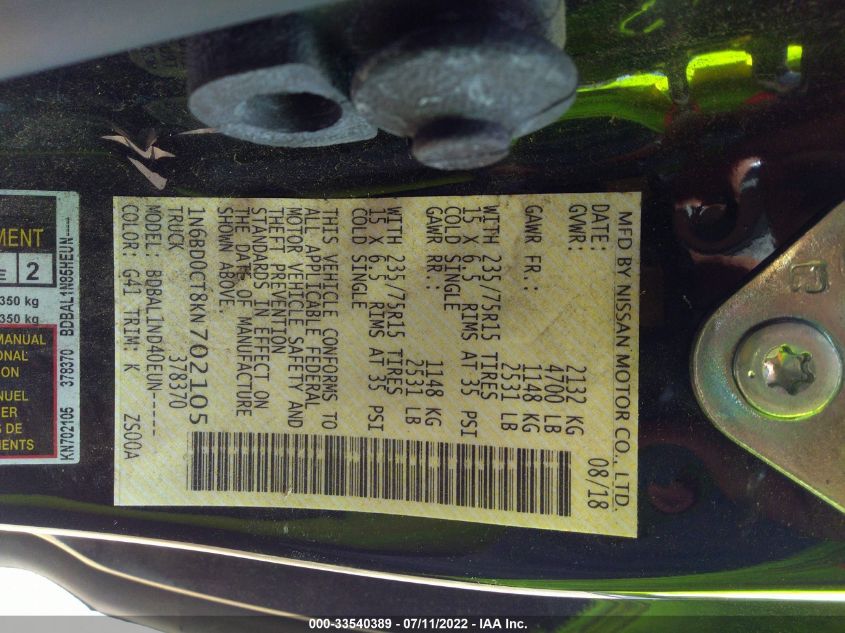 MFD BY NISSAN MOTOR CO., LTD.
DATE: 08/18
GVWR: 2132 KG
4700 LB
GAWR FR.: 1148 KG
2531 LB
WITH 235/75R15 TIRES
15 X 6.5 RIMS AT 35 PSI
COLD SINGLE
GAWR RR.: 1148 KG
2531 LB
WITH 235/75R15 TIRES
15 X 6.5 RIMS AT 35 PSI
COLD SINGLE
THIS VEHICLE CONFORMS TO
ALL APPLICABLE FEDERAL
MOTOR VEHICLE SAFETY AND
THEFT PREVENTION
STANDARDS IN EFFECT ON
THE DATE OF MANUFACTURE
SHOWN ABOVE.
1N6BD0CT8KN702105
TRUCK 378370
MODEL: BDBAL1ND40EUN-----
COLOR: G41 TRIM: K ZS00A
MENT
E 2
350 kg
350 kg
MANUAL
ONAL
ION
NUEL
ER
S DE
MENTS
KN702105 378370 BDBAL1N85HEUN----
000-33540389 - 07/11/2022 - IAA Inc.